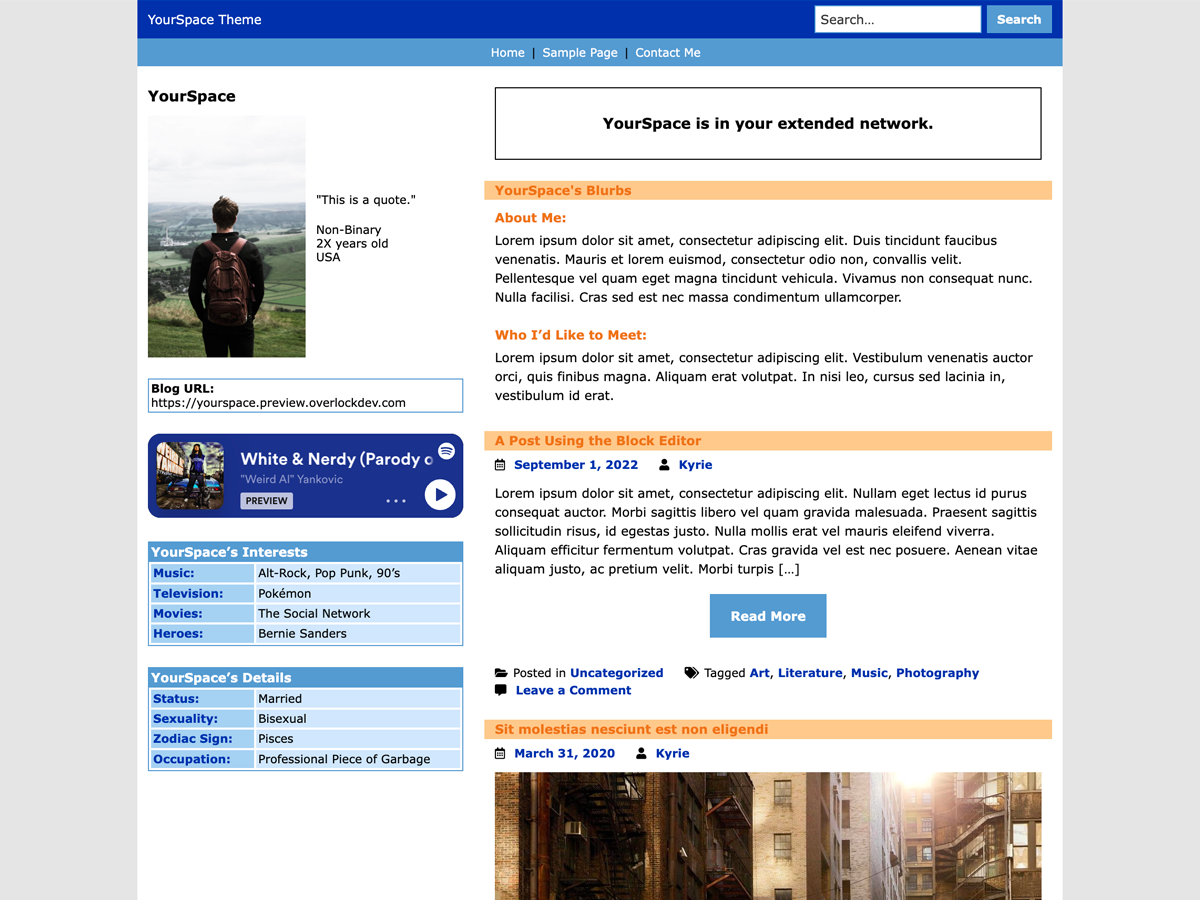 YourSpace Theme
Search...
Search
Home | Sample Page | Contact Me
YourSpace
"This is a quote."
Non-Binary
2X years old
USA
Blog URL:
https://yourspace.preview.overlockdev.com
White & Nerdy (Parody o
"Weird Al" Yankovic
PREVIEW
YourSpace’s Interests
Music: Alt-Rock, Pop Punk, 90’s
Television: Pokémon
Movies: The Social Network
Heroes: Bernie Sanders
YourSpace’s Details
Status: Married
Sexuality: Bisexual
Zodiac Sign: Pisces
Occupation: Professional Piece of Garbage
YourSpace is in your extended network.
YourSpace's Blurbs
About Me:
Lorem ipsum dolor sit amet, consectetur adipiscing elit. Duis tincidunt faucibus
venenatis. Mauris et lorem euismod, consectetur odio non, convallis velit.
Pellentesque vel quam eget magna tincidunt vehicula. Vivamus non consequat nunc.
Nulla facilisi. Cras sed est nec massa condimentum ullamcorper.
Who I’d Like to Meet:
Lorem ipsum dolor sit amet, consectetur adipiscing elit. Vestibulum venenatis auctor
orci, quis finibus magna. Aliquam erat volutpat. In nisi leo, cursus sed lacinia in,
vestibulum id erat.
A Post Using the Block Editor
September 1, 2022 Kyrie
Lorem ipsum dolor sit amet, consectetur adipiscing elit. Nullam eget lectus id purus
consequat auctor. Morbi sagittis libero vel quam gravida malesuada. Praesent sagittis
sollicitudin risus, id egestas justo. Nulla mollis erat vel mauris eleifend viverra.
Aliquam efficitur fermentum volutpat. Cras gravida vel est nec posuere. Aenean vitae
aliquam justo, ac pretium velit. Morbi turpis […]
Read More
Posted in Uncategorized Tagged Art, Literature, Music, Photography
Leave a Comment
Sit molestias nesciunt est non eligendi
March 31, 2020 Kyrie